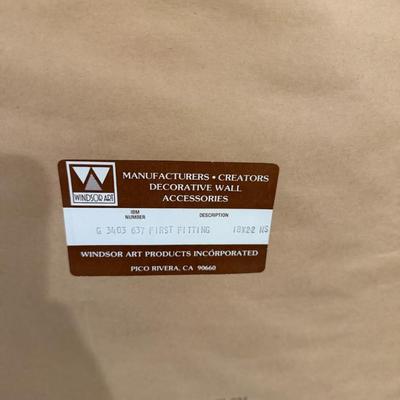 WINDSOR ART
MANUFACTURERS • CREATORS
DECORATIVE WALL
ACCESSORIES
IBM
NUMBER
DESCRIPTION
G 3403 637 FIRST FITTING 18X22 NS
WINDSOR ART PRODUCTS INCORPORATED
PICO RIVERA, CA 90660